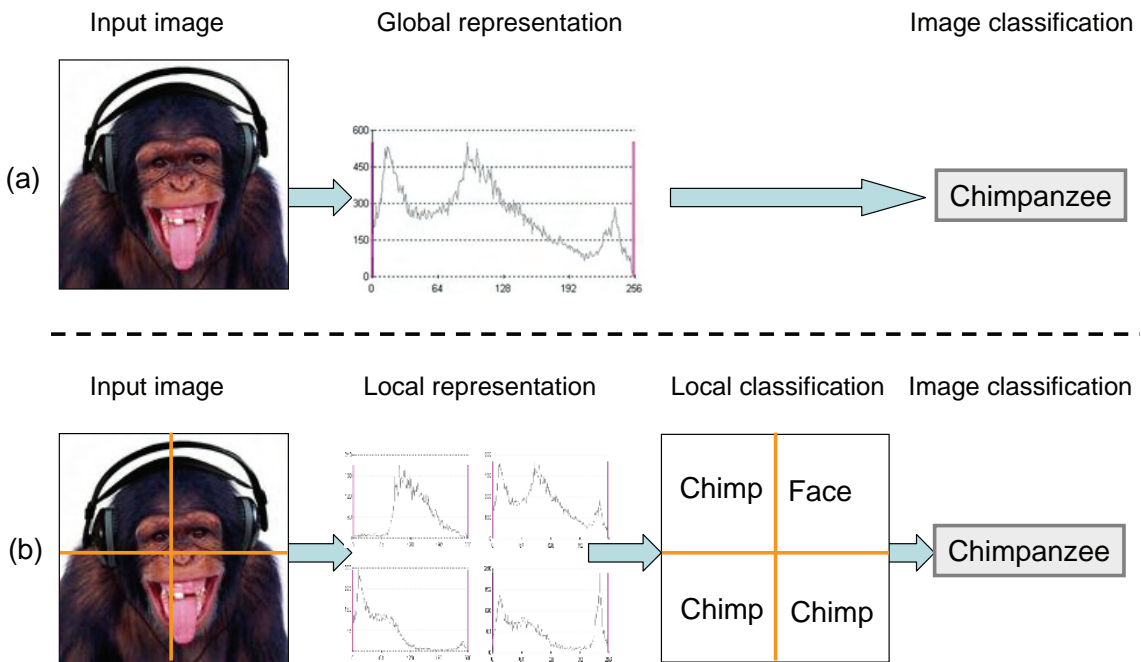 Input image
Global representation
Image classification
(a)
600
450
300
150
0
0 64 128 192 256
Chimpanzee
Input image
Local representation
Local classification
Image classification
(b)
Chimp
Face
Chimp
Chimp
Chimpanzee